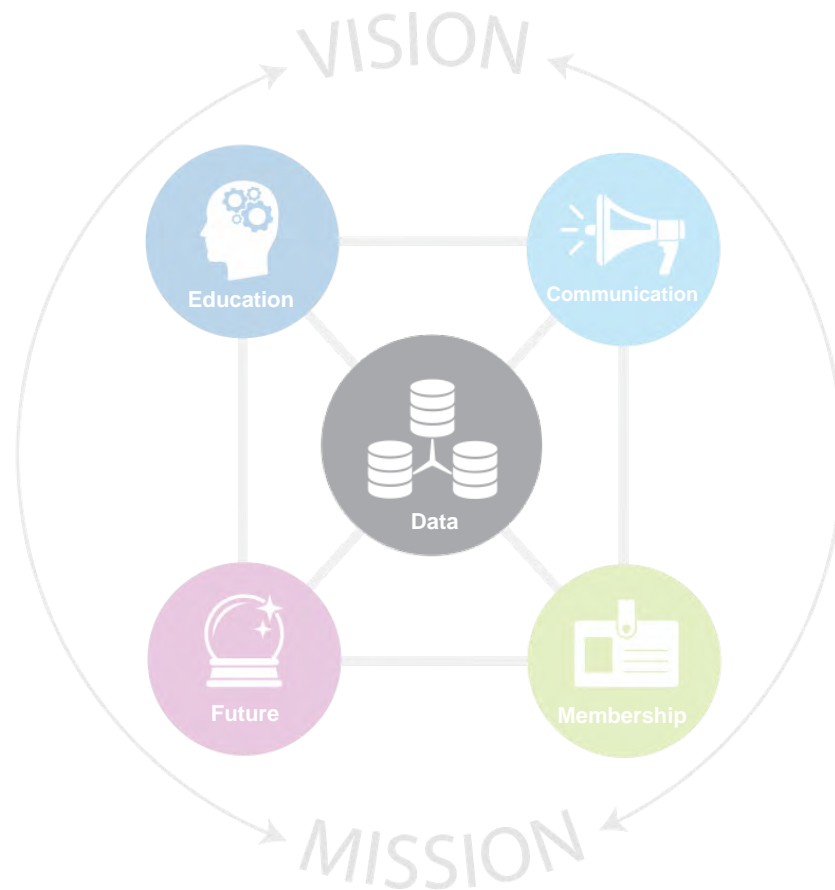 VISION
Education
Communication
Data
Future
Membership
MISSION